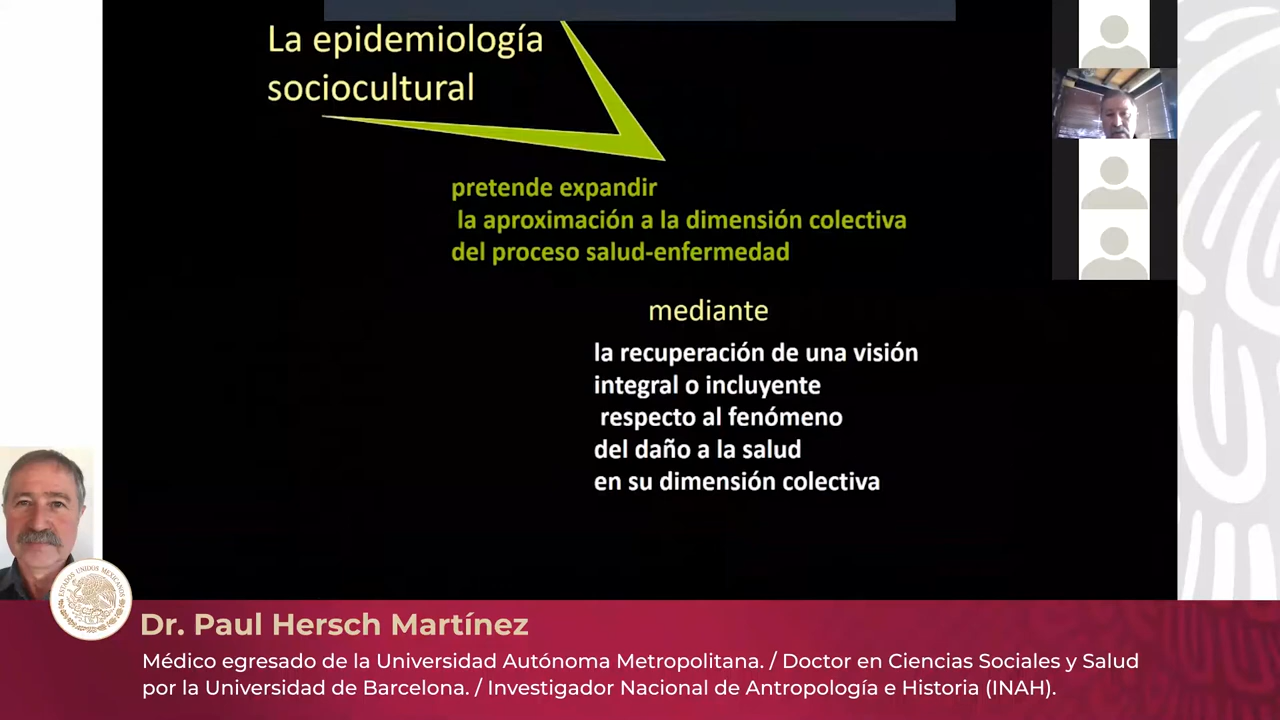 La epidemiología
sociocultural
pretende expandir
la aproximación a la dimensión colectiva
del proceso salud-enfermedad
mediante
la recuperación de una visión
integral o incluyente
respecto al fenómeno
del daño a la salud
en su dimensión colectiva
ESTADOS UNIDOS MEXICANOS
Dr. Paul Hersch Martínez
Médico egresado de la Universidad Autónoma Metropolitana. / Doctor en Ciencias Sociales y Salud
por la Universidad de Barcelona. / Investigador Nacional de Antropología e Historia (INAH).